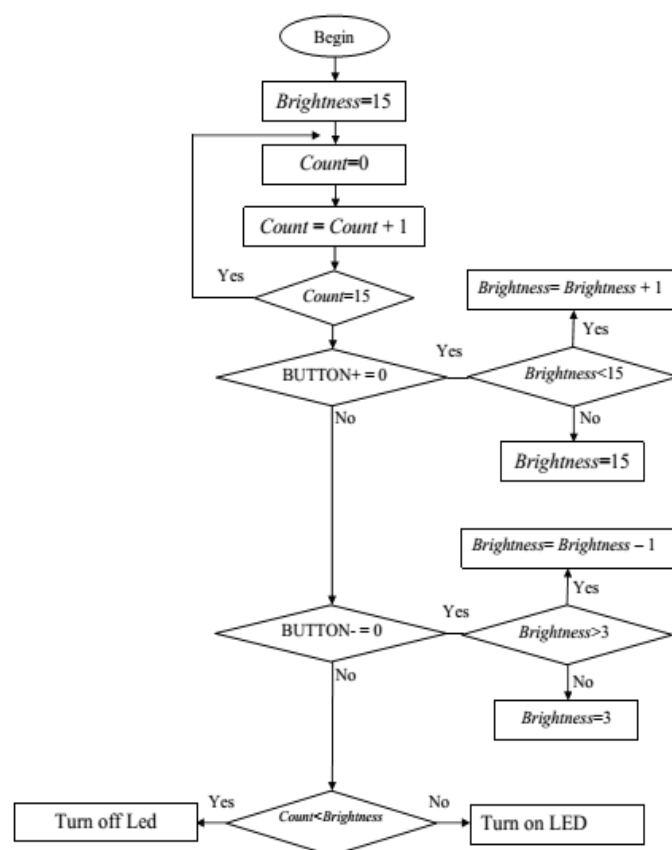 Begin
Brightness=15
Count=0
Count = Count + 1
Yes
Count=15
Brightness= Brightness + 1
Yes
BUTTON+ = 0
Yes
Brightness<15
No
No
Brightness=15
Brightness= Brightness – 1
Yes
BUTTON- = 0
Yes
Brightness>3
No
No
Brightness=3
Yes
Count<Brightness
No
Turn off Led
Turn on LED